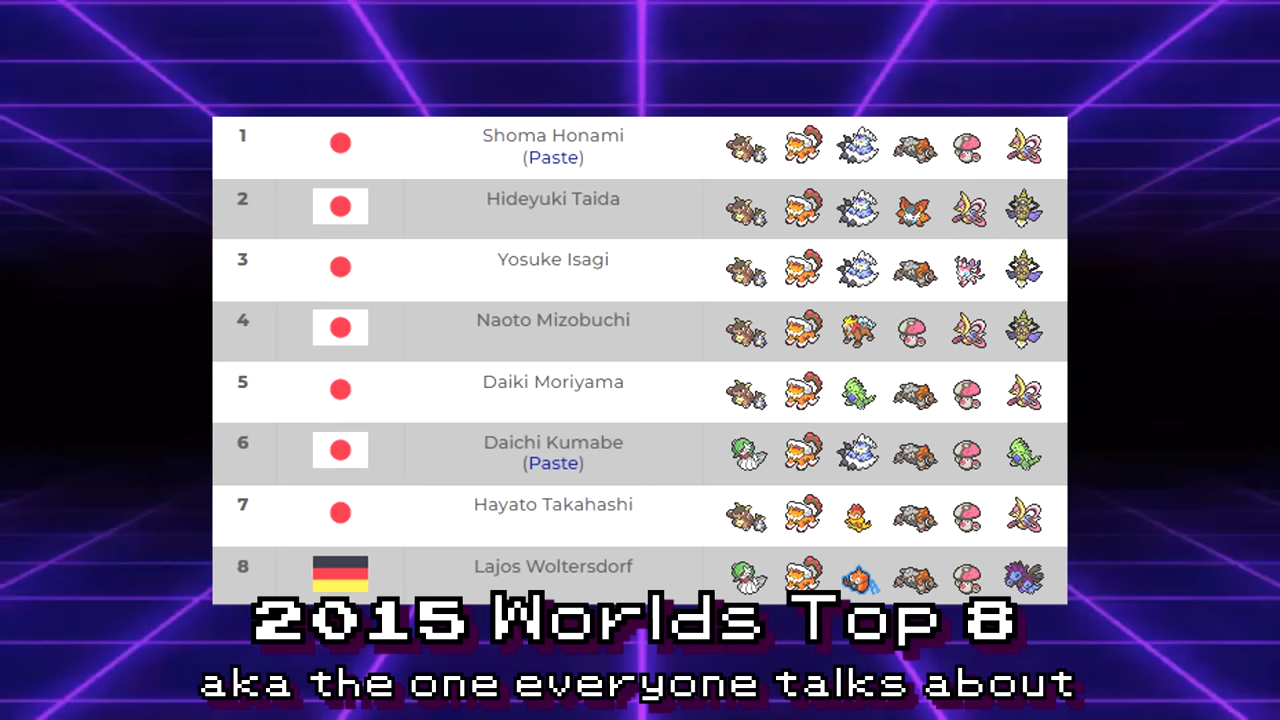 1 Shoma Honami
(Paste)
2 Hideyuki Taida
3 Yosuke Isagi
4 Naoto Mizobuchi
5 Daiki Moriyama
6 Daichi Kumabe
(Paste)
7 Hayato Takahashi
8 Lajos Woltersdorf
2015 Worlds Top 8
aka the one everyone talks about